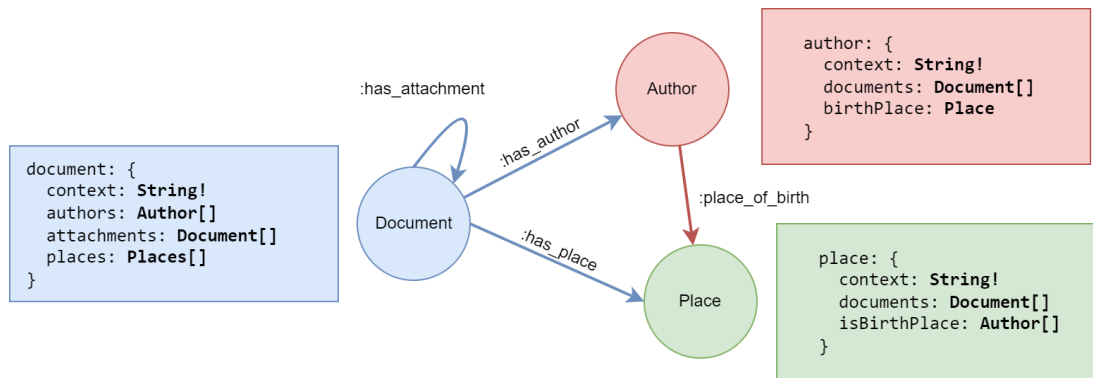 document: {
context: String!
authors: Author[]
attachments: Document[]
places: Places[]
}
:has_attachment
Document
:has_author
:has_place
Author
:place_of_birth
Place
author: {
context: String!
documents: Document[]
birthPlace: Place
}
place: {
context: String!
documents: Document[]
isBirthPlace: Author[]
}